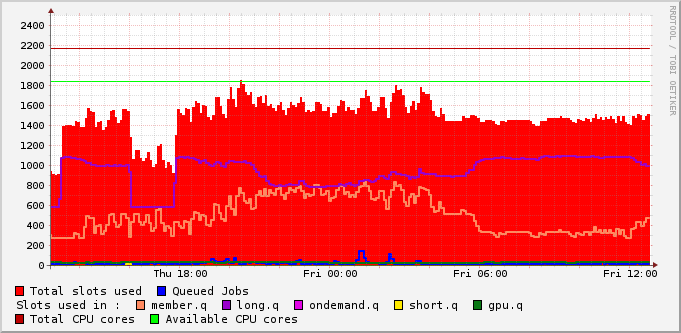 RRDTOOL / TOBI OETIKER
2400
2200
2000
1800
1600
1400
1200
1000
800
600
400
200
0
Thu 18:00 Fri 00:00 Fri 06:00 Fri 12:00
Total slots used Queued Jobs
Slots used in : member.q long.q ondemand.q short.q gpu.q
Total CPU cores Available CPU cores